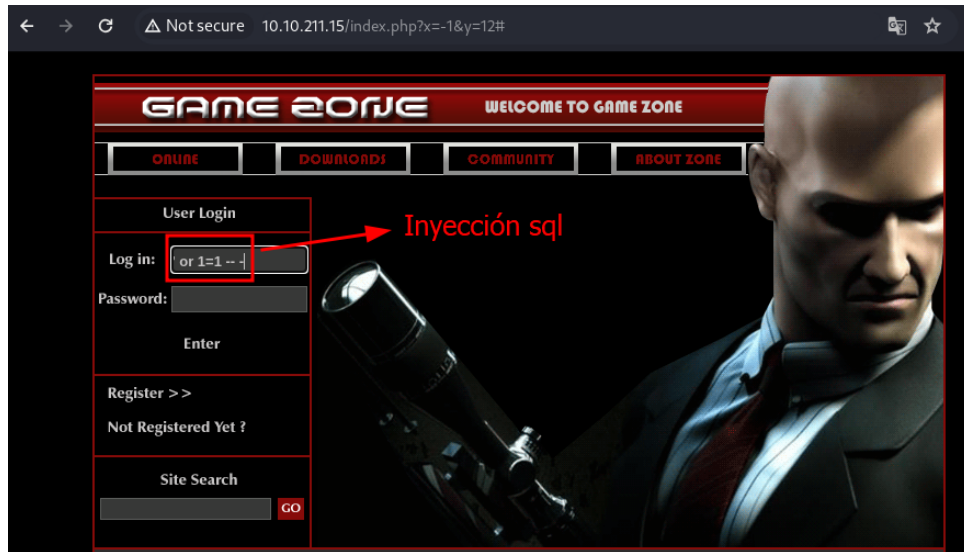 Not secure 10.10.211.15/index.php?x=-1&y=12#
GAME ZONE
WELCOME TO GAME ZONE
ONLINE DOWNLOADS COMMUNITY ABOUT ZONE
User Login
Inyección sql
Log in: ' or 1=1 -- -
Password:
Enter
Register >>
Not Registered Yet ?
Site Search
GO